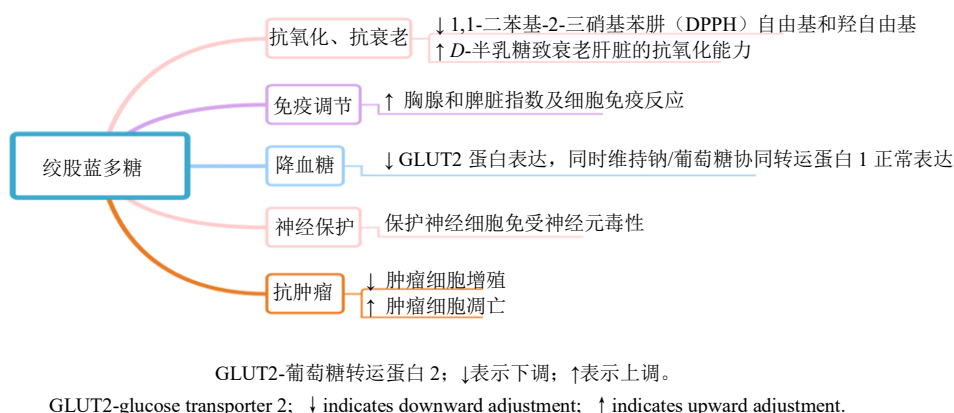 绞股蓝多糖
抗氧化、抗衰老
↓1,1-二苯基-2-三硝基苯肼（DPPH）自由基和羟自由基
↑D-半乳糖致衰老肝脏的抗氧化能力
免疫调节
↑ 胸腺和脾脏指数及细胞免疫反应
降血糖
↓GLUT2 蛋白表达，同时维持钠/葡萄糖协同转运蛋白 1 正常表达
神经保护
保护神经细胞免受神经元毒性
抗肿瘤
↓ 肿瘤细胞增殖
↑ 肿瘤细胞凋亡
GLUT2-葡萄糖转运蛋白 2；↓表示下调；↑表示上调。
GLUT2-glucose transporter 2; ↓ indicates downward adjustment; ↑ indicates upward adjustment.